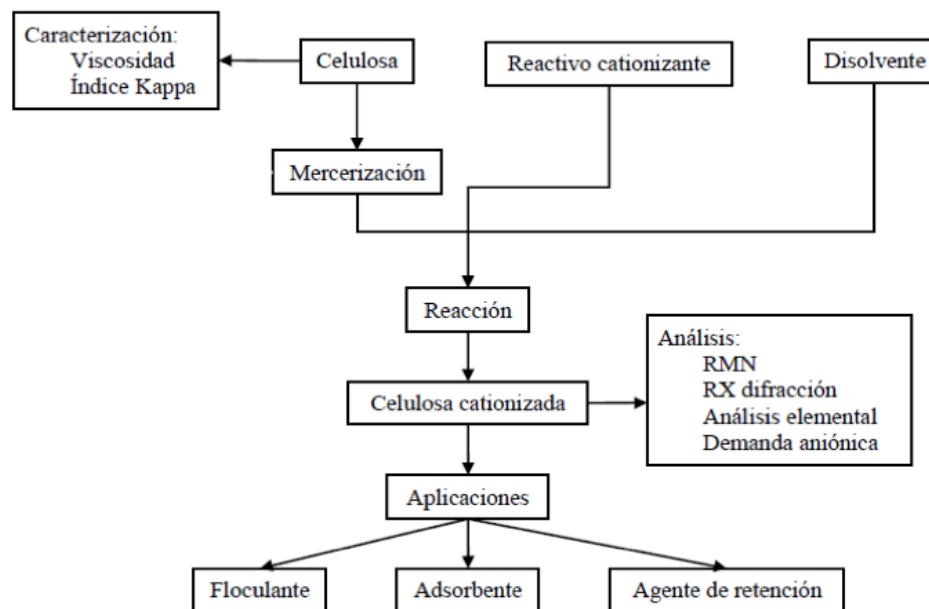 Caracterización:
Viscosidad
Índice Kappa
Celulosa
Reactivo cationizante
Disolvente
Mercerización
Reacción
Análisis:
RMN
RX difracción
Análisis elemental
Demanda aniónica
Celulosa cationizada
Aplicaciones
Floculante
Adsorbente
Agente de retención